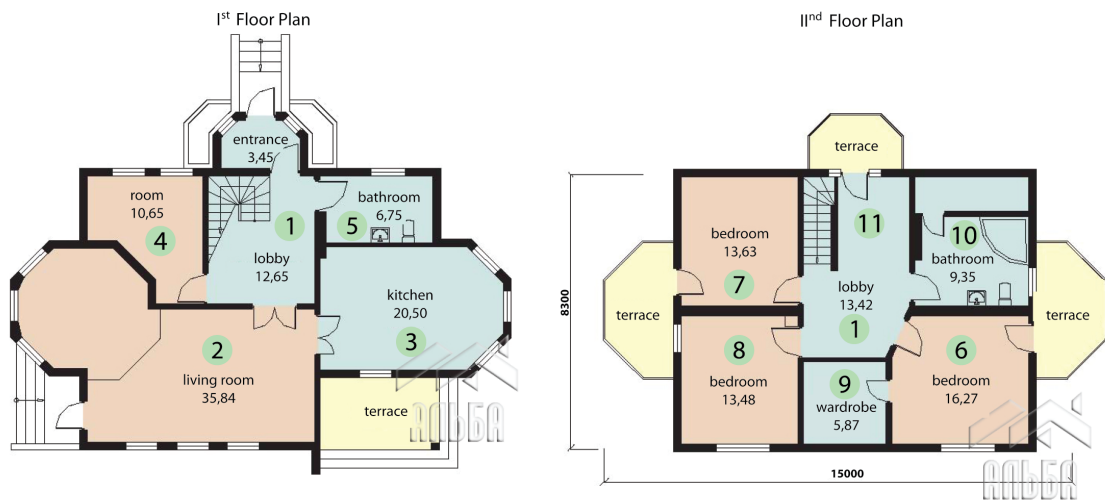 Ist Floor Plan
entrance
3,45
room
10,65
4
1
lobby
12,65
bathroom
6,75
5
kitchen
20,50
3
2
living room
35,84
terrace
АЛЬБА
IInd Floor Plan
terrace
11
bedroom
13,63
7
10
bathroom
9,35
lobby
13,42
1
terrace
terrace
8300
8
bedroom
13,48
9
wardrobe
5,87
6
bedroom
16,27
15000
АЛЬБА